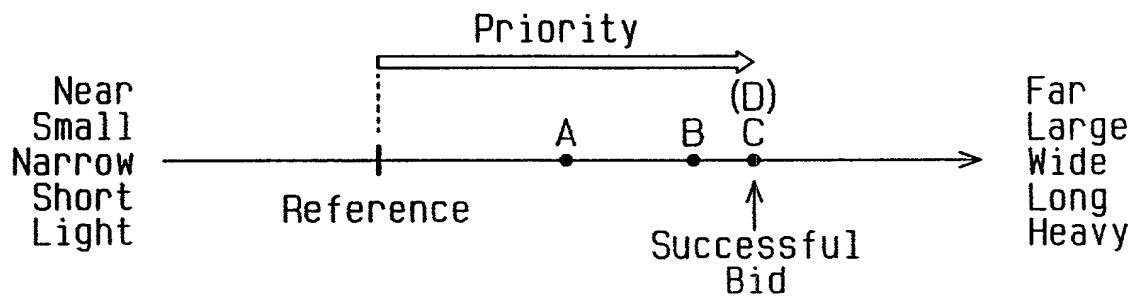 Priority
Near
Small
Narrow
Short
Light
(D)
A B C
Reference
Successful
Bid
Far
Large
Wide
Long
Heavy